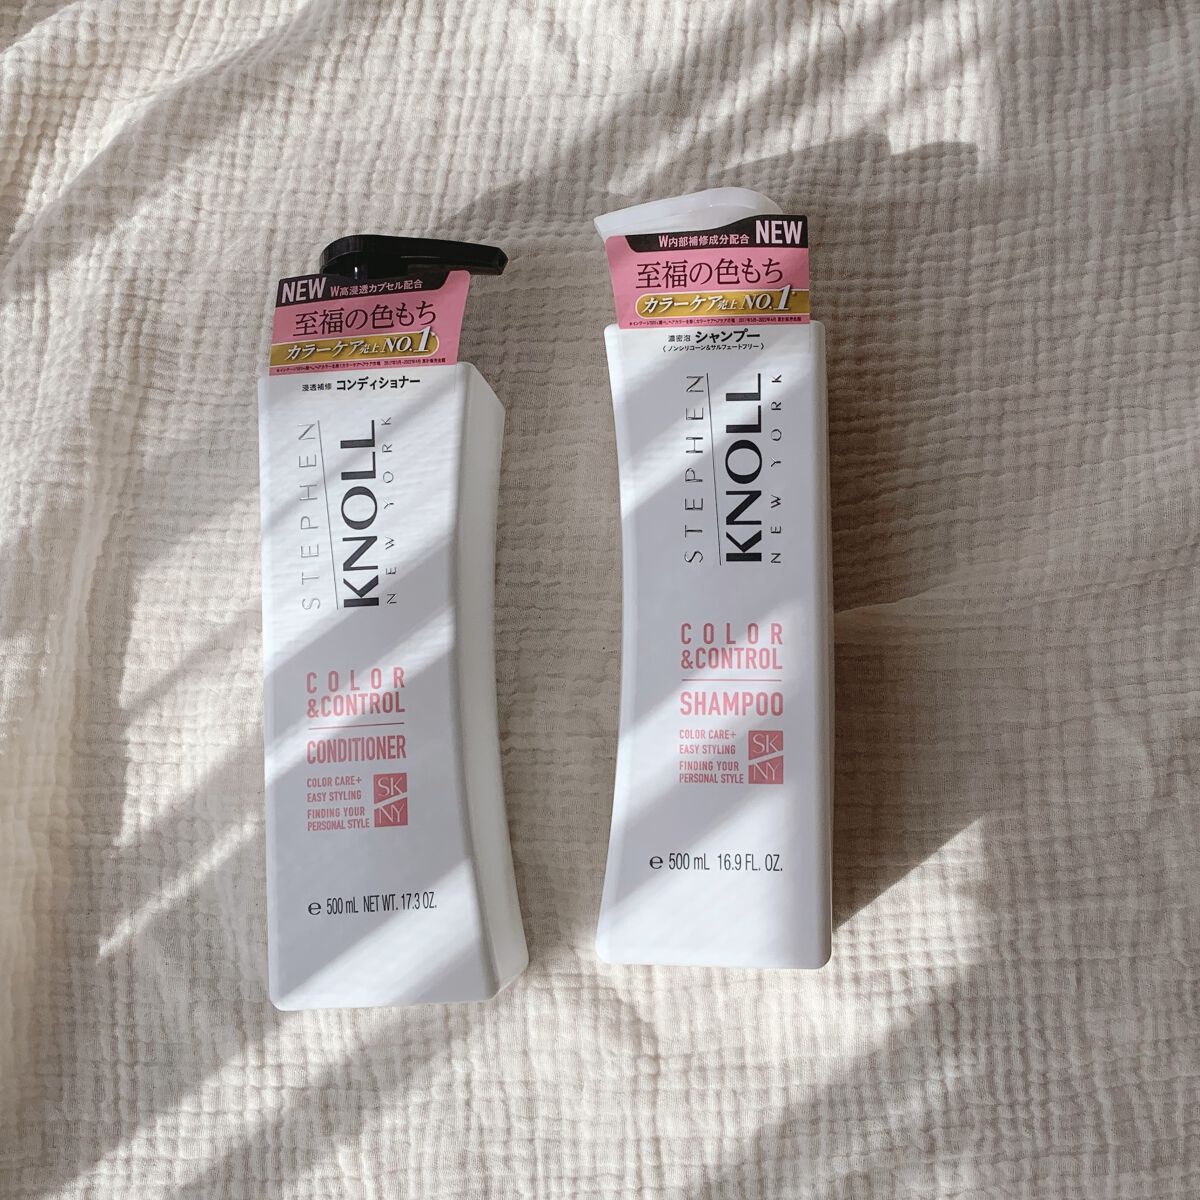 NEW W高浸透カプセル配合
至福の色もち
カラーケア売上NO.1
浸透補修 コンディショナー
STEPHEN
KNOLL
NEW YORK
COLOR
&CONTROL
CONDITIONER
COLOR CARE+
EASY STYLING
FINDING YOUR
PERSONAL STYLE
SK
NY
℮ 500 mL NET WT. 17.3 OZ.
W内部補修成分配合 NEW
至福の色もち
カラーケア売上NO.1
濃密泡 シャンプー
(ノンシリコーン&サルフェートフリー)
STEPHEN
KNOLL
NEW YORK
COLOR
&CONTROL
SHAMPOO
COLOR CARE+
EASY STYLING
FINDING YOUR
PERSONAL STYLE
SK
NY
℮ 500 mL 16.9 FL. OZ.